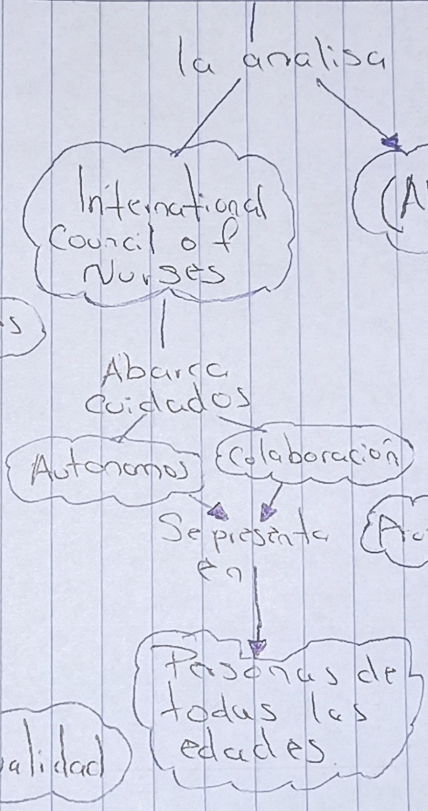 la analisa
International
Council of
Nurses
(A
s
Abarca
cuidados
Autonomos
Colaboración
Se presenta
en
Ac
Personas de
todas las
edades.
alidad